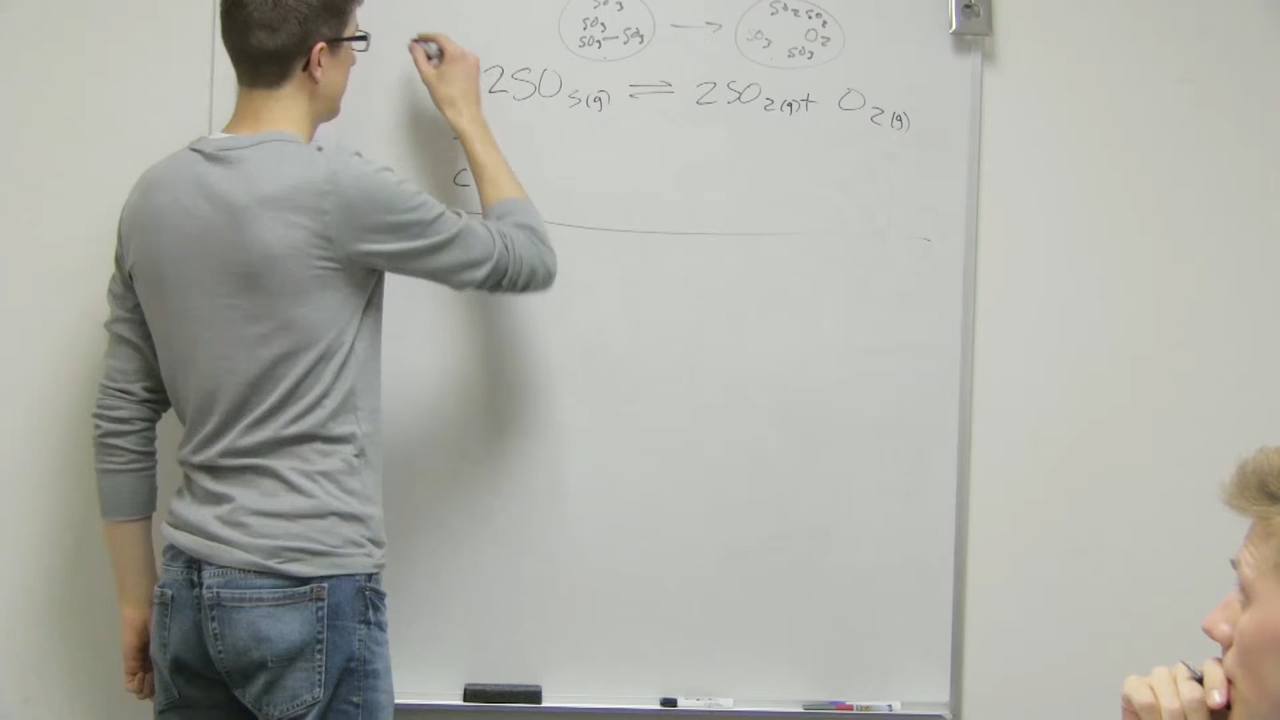 SO3 SO2 SO2
SO3 → SO3 O2
SO3 – SO3 SO3
2SO3(g) ⇌ 2SO2(g) + O2(g)
C